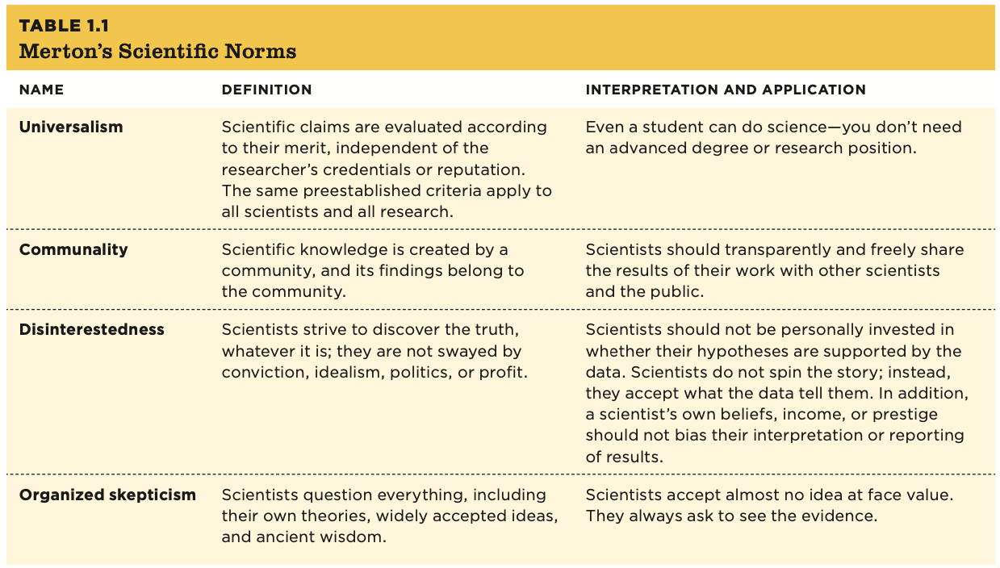 TABLE 1.1
Merton’s Scientific Norms
NAME
DEFINITION
INTERPRETATION AND APPLICATION
Universalism
Scientific claims are evaluated according
to their merit, independent of the
researcher’s credentials or reputation.
The same preestablished criteria apply to
all scientists and all research.
Even a student can do science—you don’t need
an advanced degree or research position.
Communality
Scientific knowledge is created by a
community, and its findings belong to
the community.
Scientists should transparently and freely share
the results of their work with other scientists
and the public.
Disinterestedness
Scientists strive to discover the truth,
whatever it is; they are not swayed by
conviction, idealism, politics, or profit.
Scientists should not be personally invested in
whether their hypotheses are supported by the
data. Scientists do not spin the story; instead,
they accept what the data tell them. In addition,
a scientist’s own beliefs, income, or prestige
should not bias their interpretation or reporting
of results.
Organized skepticism
Scientists question everything, including
their own theories, widely accepted ideas,
and ancient wisdom.
Scientists accept almost no idea at face value.
They always ask to see the evidence.